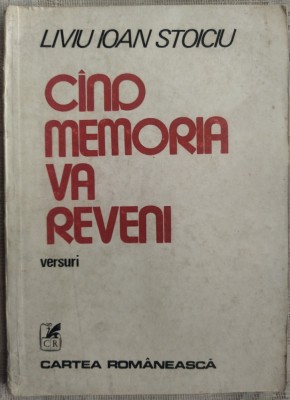 LIVIU IOAN STOICIU
CÎND
MEMORIA
VA
REVENI
versuri
CR
CARTEA ROMÂNEASCĂ